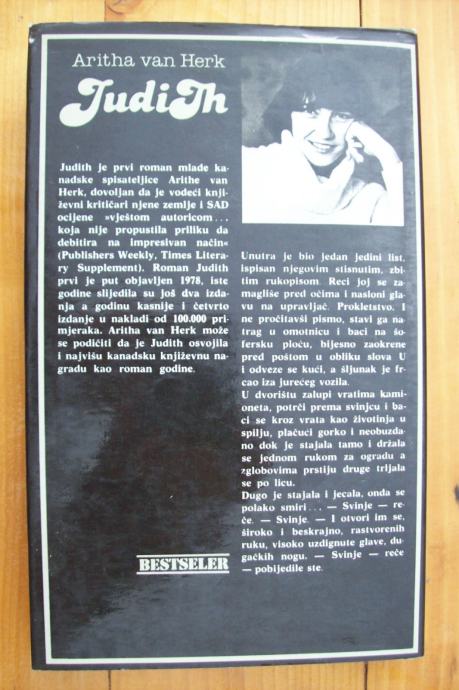 Aritha van Herk
Judith
Judith je prvi roman mlade ka-
nadske spisateljice Arithe van
Herk, dovoljan da je vodeći knji-
ževni kritičari njene zemlje i SAD
ocijene »vještom autoricom...
koja nije propustila priliku da
debitira na impresivan način«
(Publishers Weekly, Times Litera-
ry Supplement). Roman Judith
prvi je put objavljen 1978, iste
godine slijedila su još dva izda-
nja a godinu kasnije i četvrto
izdanje u nakladi od 100.000 pri-
mjeraka. Aritha van Herk može
se podičiti da je Judith osvojila
i najvišu kanadsku književnu na-
gradu kao roman godine.
BESTSELER
Unutra je bio jedan jedini list,
ispisan njegovim stisnutim, zbi-
tim rukopisom. Reci joj se za-
magliše pred očima i nasloni gla-
vu na upravljač. Prokletstvo. I
ne pročitavši pismo, stavi ga na-
trag u omotnicu i baci na šo-
fersku ploču, bijesno zaokrene
pred poštom u obliku slova U
i odveze se kući, a šljunak je fr-
cao iza jurećeg vozila.
U dvorištu zalupi vratima kami-
oneta, potrči prema svinjcu i ba-
ci se kroz vrata kao životinja u
spilju, plačući gorko i neobuzda-
no dok je stajala tamo i držala
se jednom rukom za ogradu a
zglobovima prstiju druge trljala
se po licu.
Dugo je stajala i jecala, onda se
polako smiri... — Svinje — re-
če. — Svinje. — I otvori im se,
široko i beskrajno, rastvorenih
ruku, visoko uzdignute glave, du-
gačkih nogu. — Svinje — reče
— pobijedile ste.